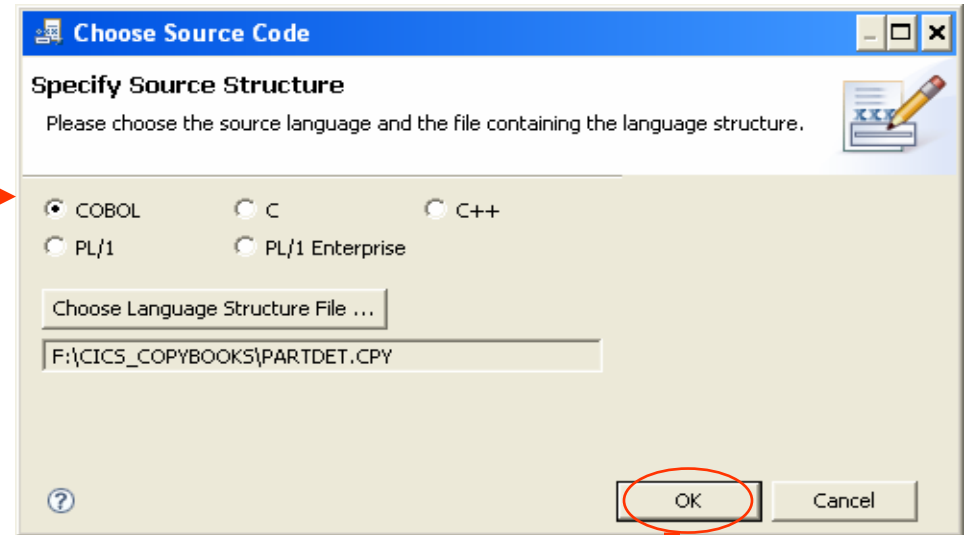 Choose Source Code
Specify Source Structure
Please choose the source language and the file containing the language structure.
xxx
COBOL C C++
PL/1 PL/1 Enterprise
Choose Language Structure File ...
F:\CICS_COPYBOOKS\PARTDET.CPY
? OK Cancel